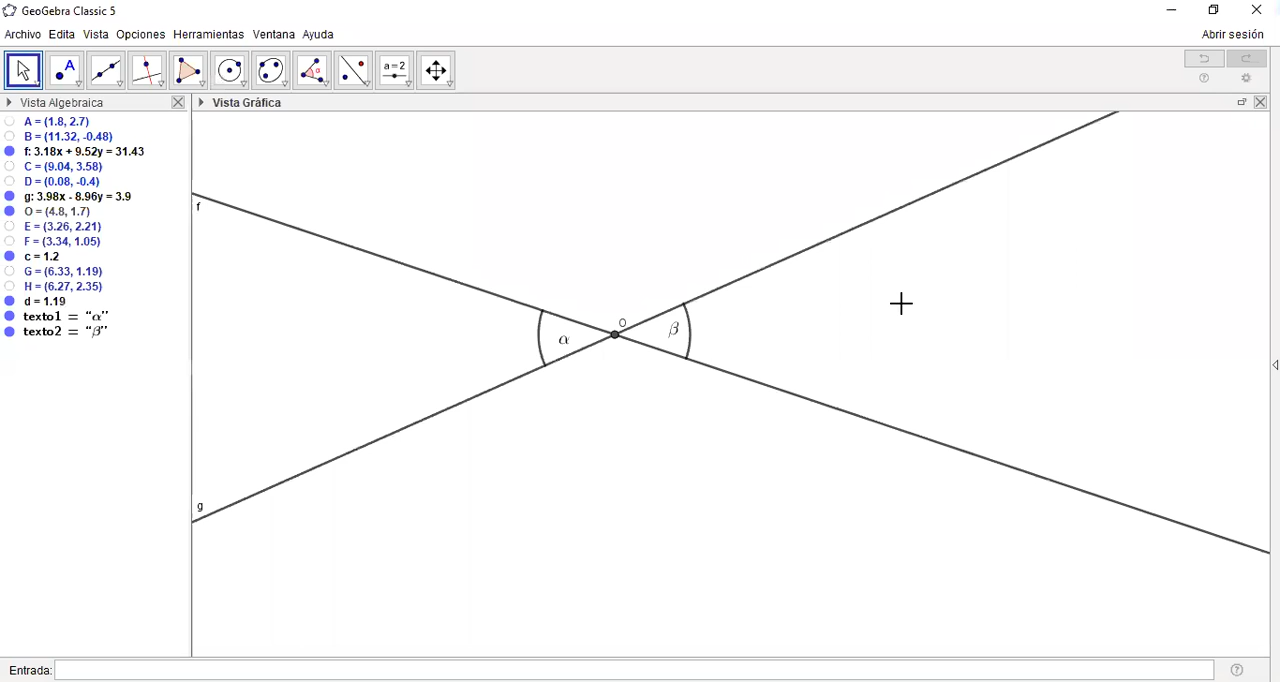 GeoGebra Classic 5
Archivo Edita Vista Opciones Herramientas Ventana Ayuda
Abrir sesión
A
a=2
Vista Algebraica
Vista Gráfica
A = (1.8, 2.7)
B = (11.32, -0.48)
f: 3.18x + 9.52y = 31.43
C = (9.04, 3.58)
D = (0.08, -0.4)
g: 3.98x - 8.96y = 3.9
O = (4.8, 1.7)
E = (3.26, 2.21)
F = (3.34, 1.05)
c = 1.2
G = (6.33, 1.19)
H = (6.27, 2.35)
d = 1.19
texto1 = “α”
texto2 = “β”
f
O
α
β
g
Entrada: